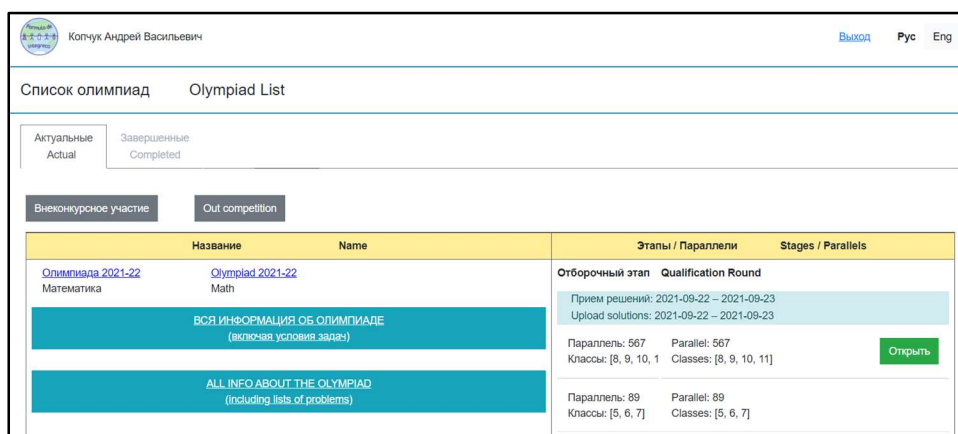 Копчук Андрей Васильевич
Выход Рус Eng
Список олимпиад Olympiad List
Актуальные Завершенные
Actual Completed
Внеконкурсное участие Out competition
Название Name Этапы / Параллели Stages / Parallels
Олимпиада 2021-22 Olympiad 2021-22
Математика Math
ВСЯ ИНФОРМАЦИЯ ОБ ОЛИМПИАДЕ
(включая условия задач)
ALL INFO ABOUT THE OLYMPIAD
(including lists of problems)
Отборочный этап Qualification Round
Прием решений: 2021-09-22 – 2021-09-23
Upload solutions: 2021-09-22 – 2021-09-23
Параллель: 567 Parallel: 567
Классы: [8, 9, 10, 1 Classes: [8, 9, 10, 11]
Открыть
Параллель: 89 Parallel: 89
Классы: [5, 6, 7] Classes: [5, 6, 7]